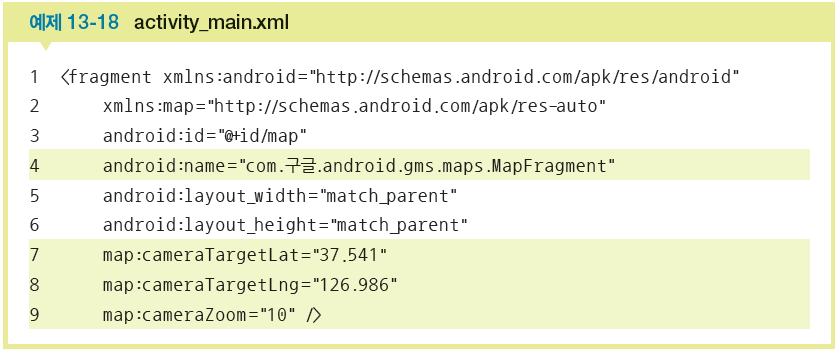 예제 13-18 activity_main.xml
1 <fragment xmlns:android="http://schemas.android.com/apk/res/android"
2 xmlns:map="http://schemas.android.com/apk/res-auto"
3 android:id="@+id/map"
4 android:name="com.구글.android.gms.maps.MapFragment"
5 android:layout_width="match_parent"
6 android:layout_height="match_parent"
7 map:cameraTargetLat="37.541"
8 map:cameraTargetLng="126.986"
9 map:cameraZoom="10" />